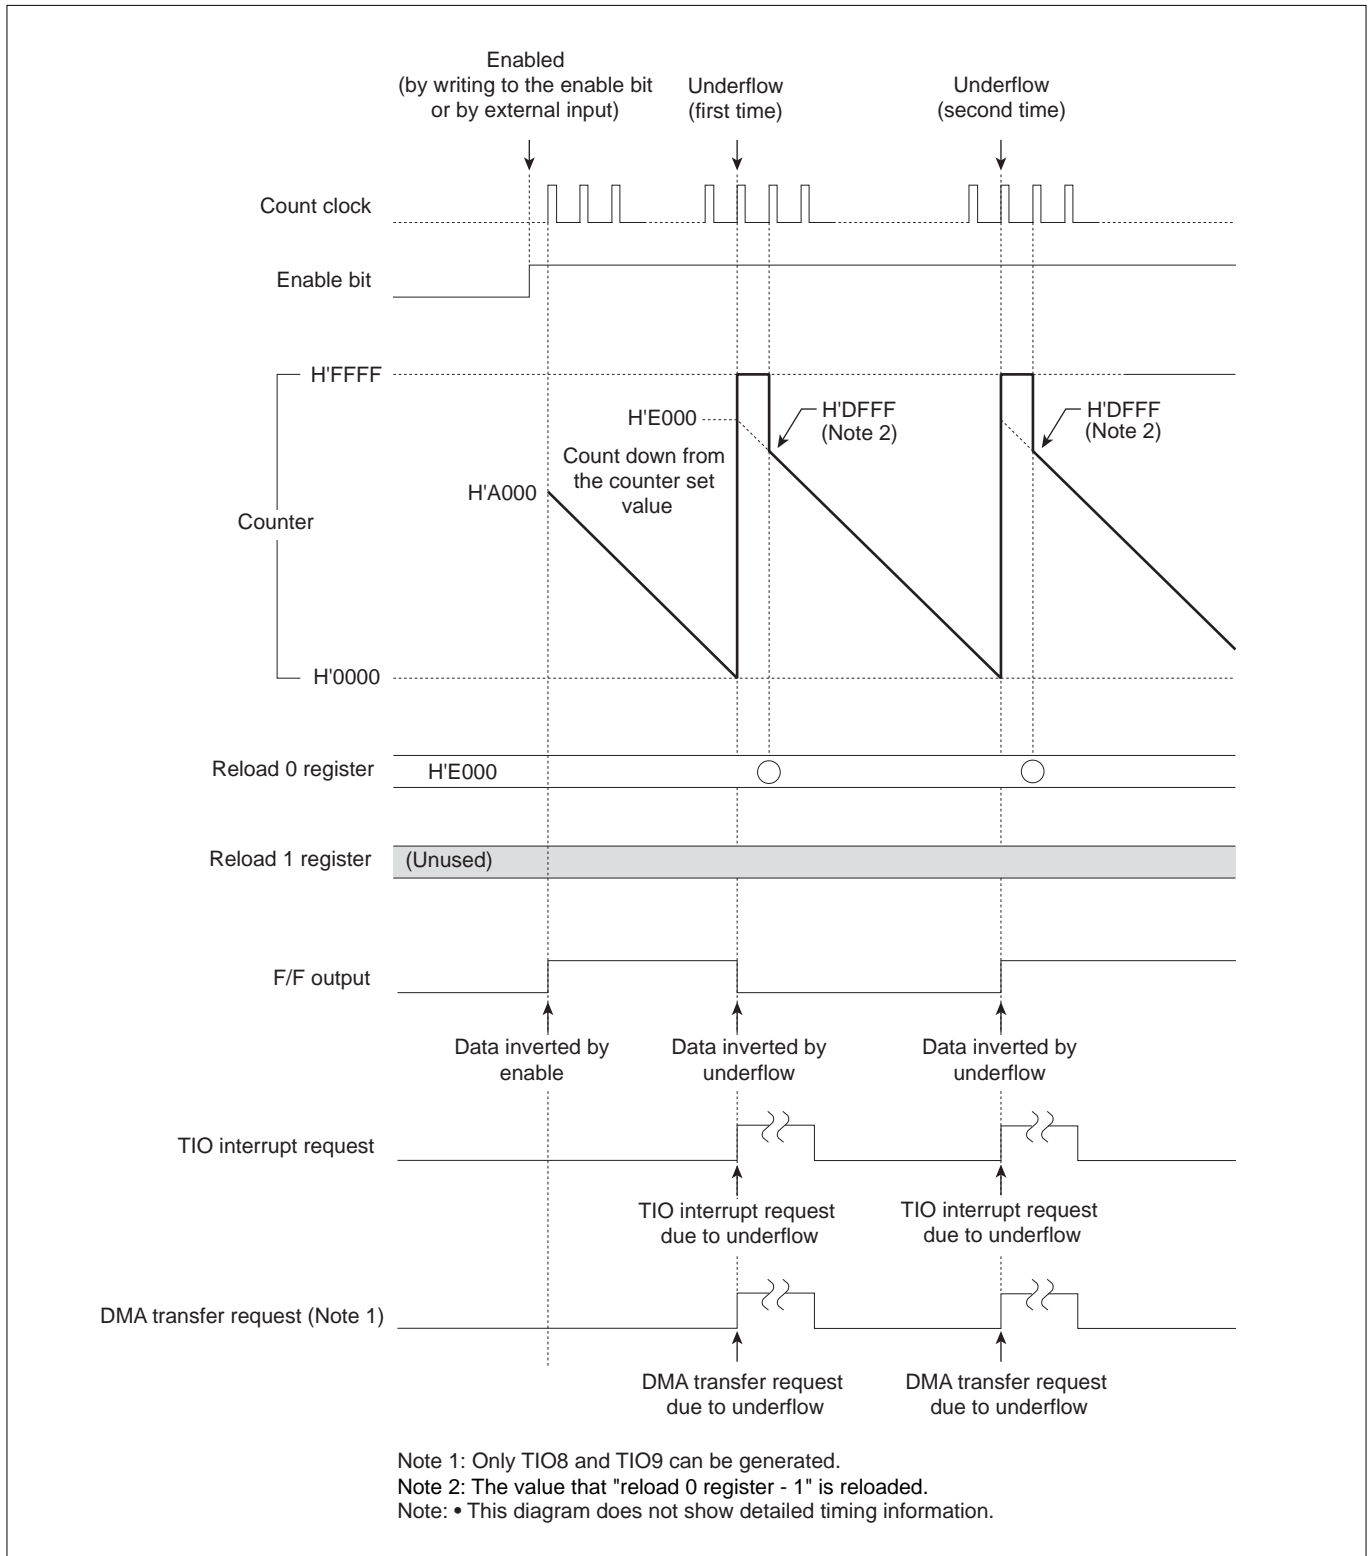 Enabled
(by writing to the enable bit
or by external input)
Underflow
(first time)
Underflow
(second time)
Count clock
Enable bit
H'FFFF
H'E000
H'DFFF
(Note 2)
H'DFFF
(Note 2)
Count down from
the counter set
value
H'A000
Counter
H'0000
Reload 0 register
H'E000
Reload 1 register
(Unused)
F/F output
Data inverted by
enable
Data inverted by
underflow
Data inverted by
underflow
TIO interrupt request
TIO interrupt request
due to underflow
TIO interrupt request
due to underflow
DMA transfer request (Note 1)
DMA transfer request
due to underflow
DMA transfer request
due to underflow
Note 1: Only TIO8 and TIO9 can be generated.
Note 2: The value that "reload 0 register - 1" is reloaded.
Note: • This diagram does not show detailed timing information.